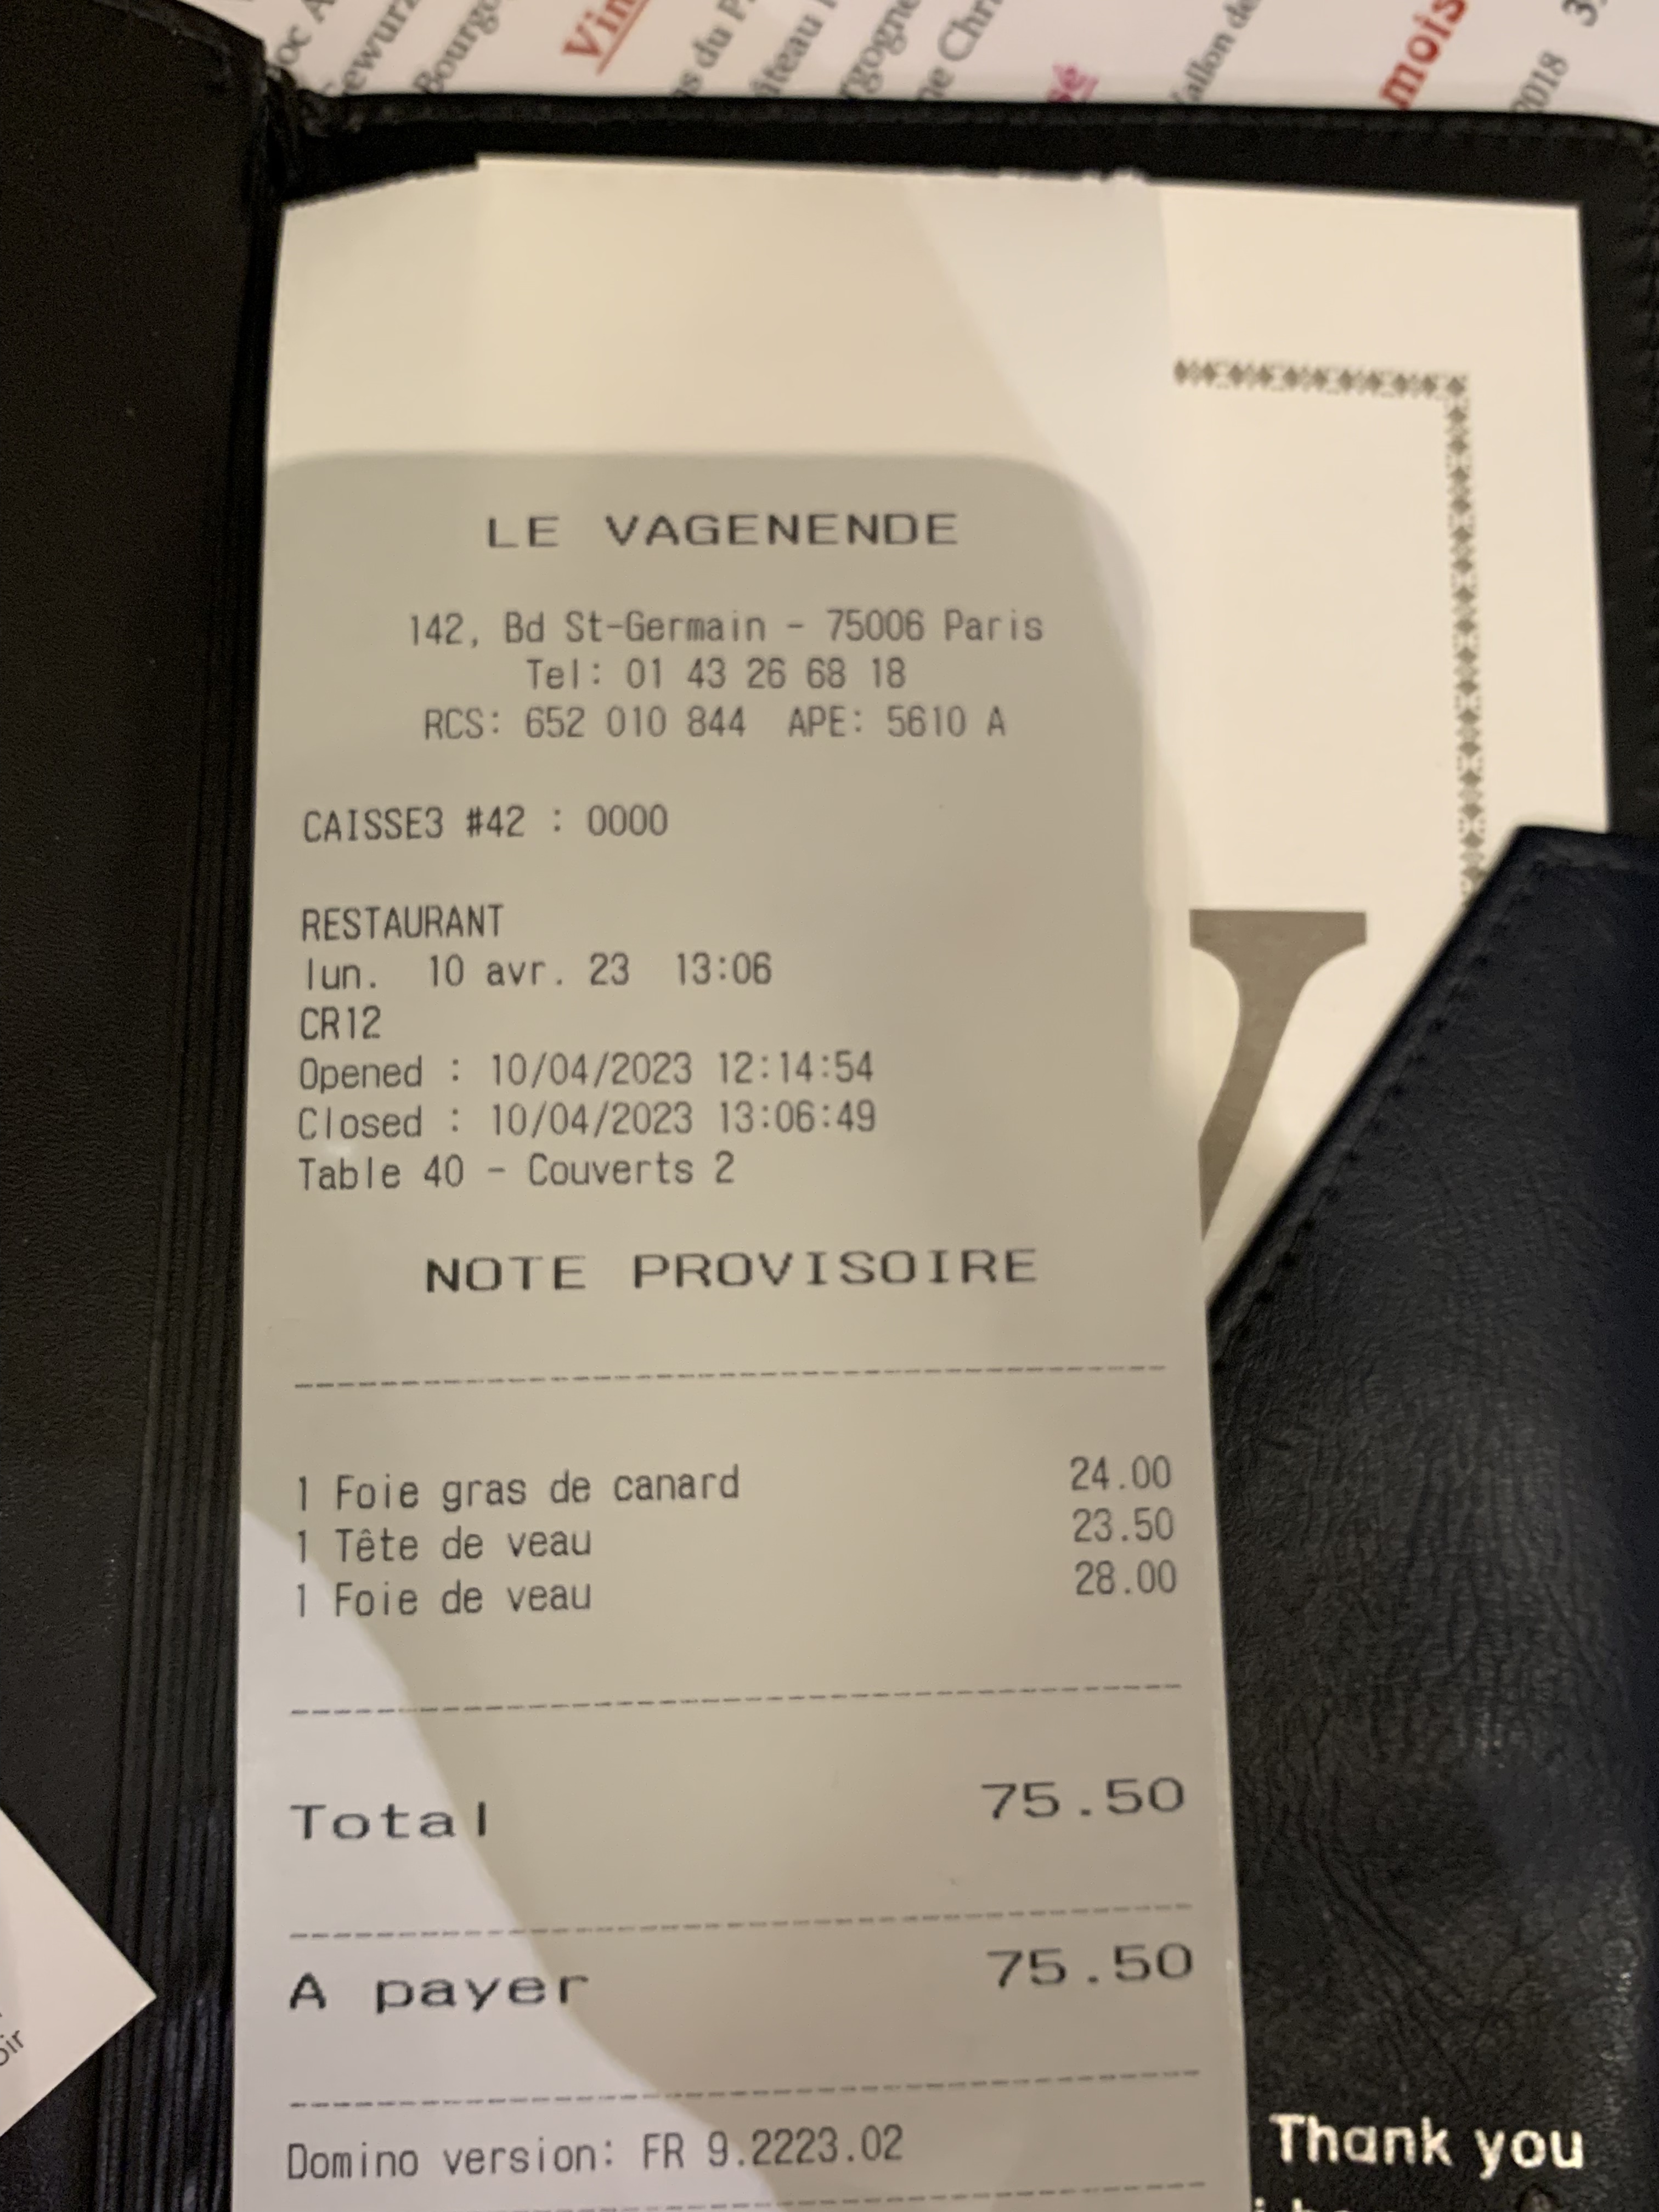 Vin
mois
2018
LE VAGENENDE
142, Bd St-Germain - 75006 Paris
Tel: 01 43 26 68 18
RCS: 652 010 844 APE: 5610 A
CAISSE3 #42 : 0000
RESTAURANT
lun. 10 avr. 23 13:06
CR12
Opened : 10/04/2023 12:14:54
Closed : 10/04/2023 13:06:49
Table 40 - Couverts 2
NOTE PROVISOIRE
1 Foie gras de canard 24.00
1 Tête de veau 23.50
1 Foie de veau 28.00
Total 75.50
A payer 75.50
Domino version: FR 9.2223.02
V
Thank you